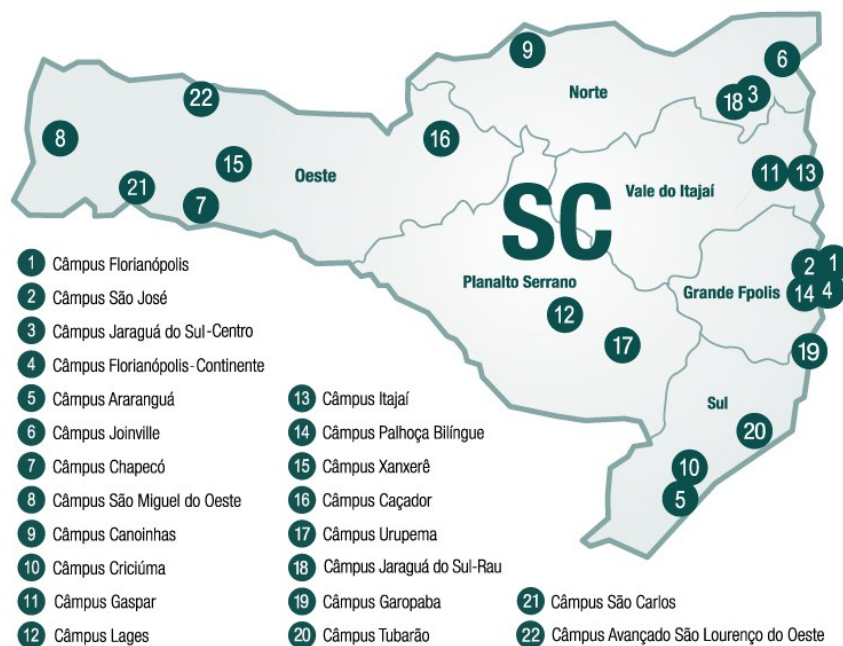 9
6
Norte
22
18
3
8
16
15
Oeste
11
13
21
7
Vale do Itajaí
SC
1 Câmpus Florianópolis
2 Câmpus São José
3 Câmpus Jaraguá do Sul-Centro
4 Câmpus Florianópolis-Continente
5 Câmpus Araranguá
6 Câmpus Joinville
7 Câmpus Chapecó
8 Câmpus São Miguel do Oeste
9 Câmpus Canoinhas
10 Câmpus Criciúma
11 Câmpus Gaspar
12 Câmpus Lages
Planalto Serrano
12
17
Grande Fpolis
2
1
14
4
19
Sul
20
10
5
13 Câmpus Itajaí
14 Câmpus Palhoça Bilíngue
15 Câmpus Xanxerê
16 Câmpus Caçador
17 Câmpus Urupema
18 Câmpus Jaraguá do Sul-Rau
19 Câmpus Garopaba
20 Câmpus Tubarão
21 Câmpus São Carlos
22 Câmpus Avançado São Lourenço do Oeste